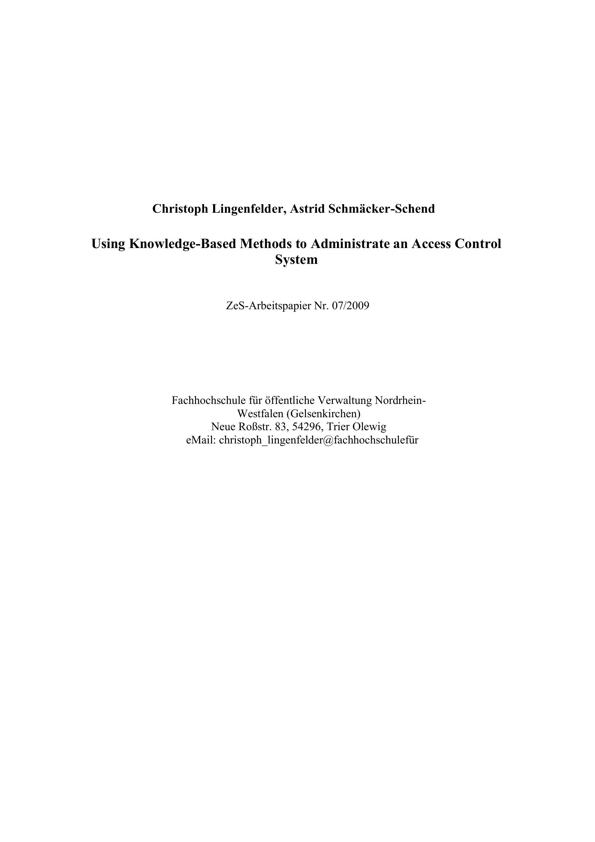 Christoph Lingenfelder, Astrid Schmäcker-Schend
Using Knowledge-Based Methods to Administrate an Access Control
System
ZeS-Arbeitspapier Nr. 07/2009
Fachhochschule für öffentliche Verwaltung Nordrhein-
Westfalen (Gelsenkirchen)
Neue Roßstr. 83, 54296, Trier Olewig
eMail: christoph_lingenfelder@fachhochschulefür